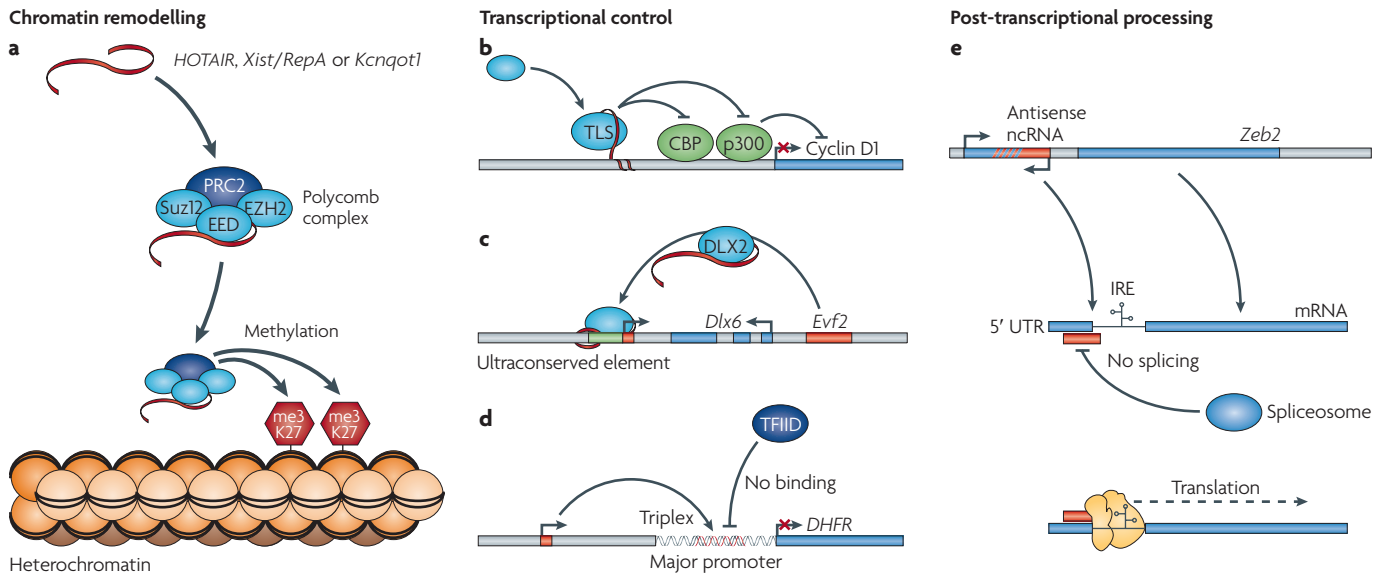 Chromatin remodelling
a
HOTAIR, Xist/RepA or Kcnqot1
PRC2
Suz12
EZH2
EED
Polycomb
complex
Methylation
me3
K27
me3
K27
Heterochromatin
Transcriptional control
b
TLS
CBP
p300
Cyclin D1
c
DLX2
Dlx6
Evf2
Ultraconserved element
d
TFIID
No binding
Triplex
DHFR
Major promoter
Post-transcriptional processing
e
Antisense
ncRNA
Zeb2
IRE
5′ UTR
mRNA
No splicing
Spliceosome
Translation